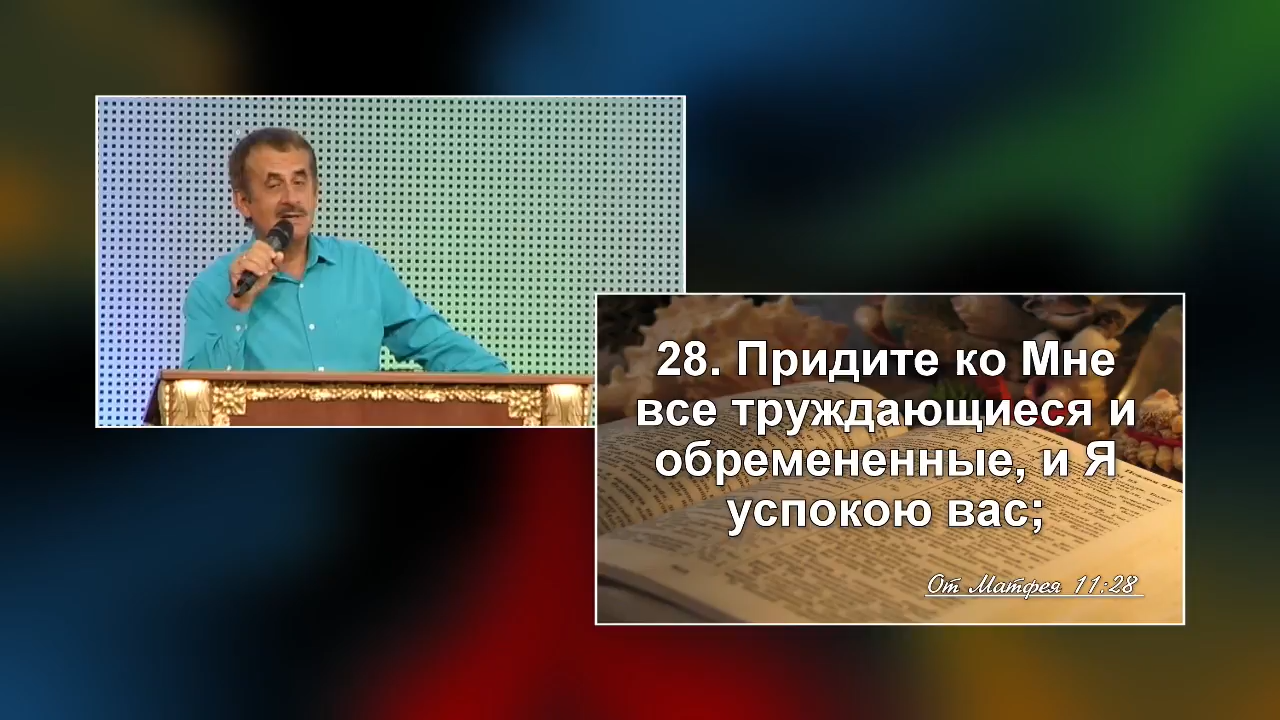 28. Придите ко Мне
все труждающиеся и
обремененные, и Я
успокою вас;
От Матфея 11:28